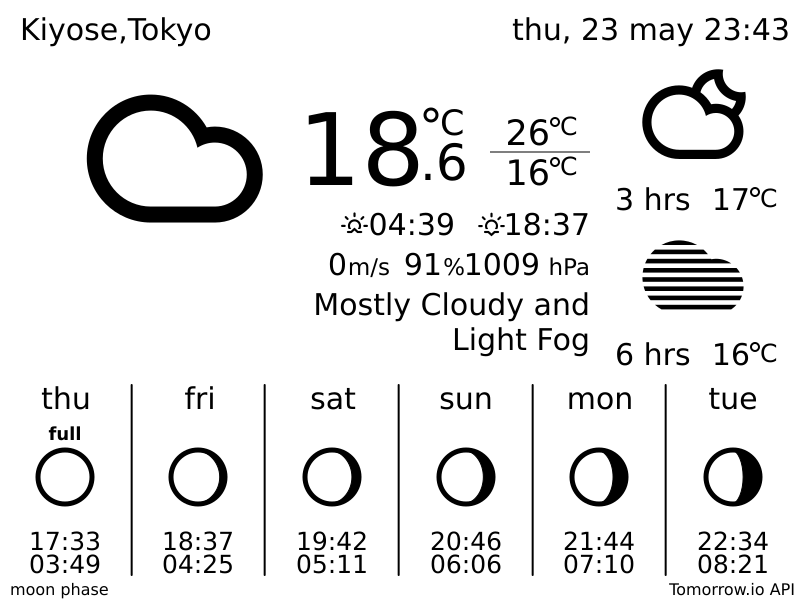 Kiyose,Tokyo thu, 23 may 23:43
18.6℃ 26℃
16℃
3 hrs 17℃
04:39 18:37
0m/s 91%1009 hPa
Mostly Cloudy and
Light Fog
6 hrs 16℃
thu fri sat sun mon tue
full
17:33 18:37 19:42 20:46 21:44 22:34
03:49 04:25 05:11 06:06 07:10 08:21
moon phase Tomorrow.io API